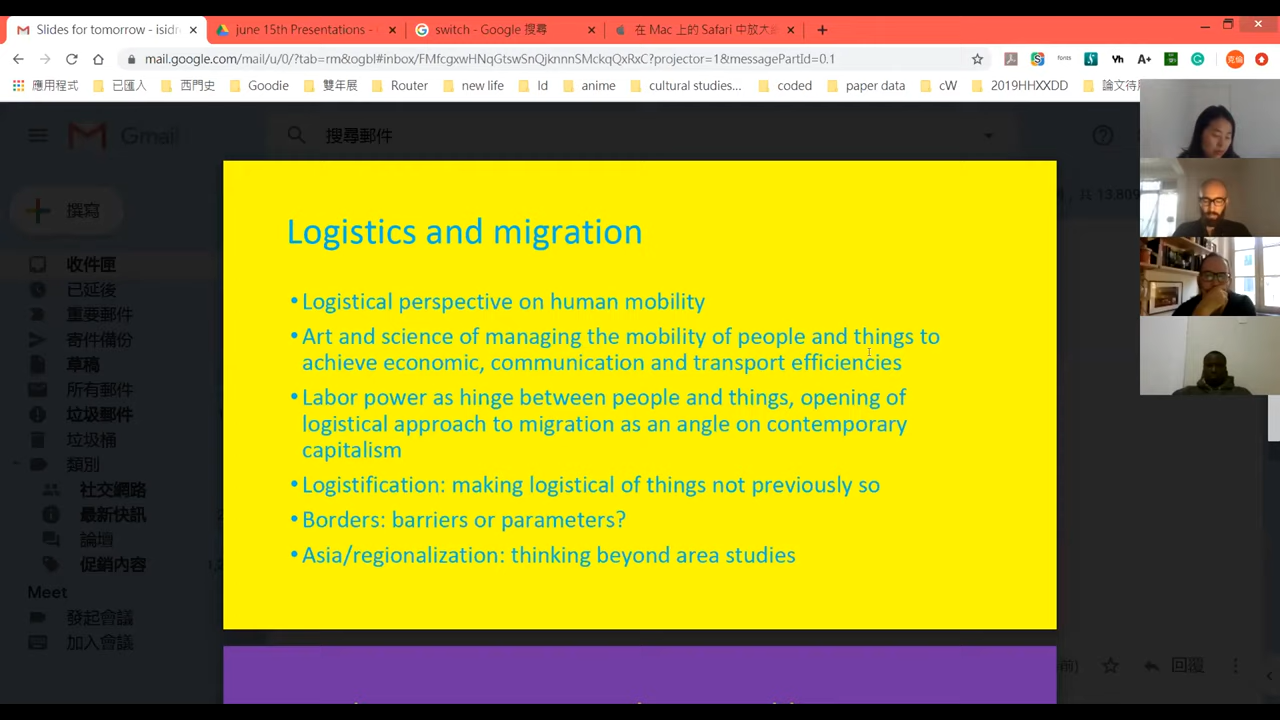 Slides for tomorrow - isidr
june 15th Presentations -
switch - Google 搜尋
在 Mac 上的 Safari 中放大
mail.google.com/mail/u/0/?tab=rm&ogbl#inbox/FMfcgxwHNQGtswSnQjknnnSMckqQxRxC?projector=1&messagePartId=0.1
應用程式 已匯入 西門史 Goodie 雙年展 Router new life ld anime cultural studies... coded paper data cW 2019HHXXDD 論文待
Gmail
搜尋郵件
撰寫
13,809
收件匣
已延後
重要郵件
寄件備份
草稿
所有郵件
垃圾郵件
垃圾桶
類別
社交網路
最新快訊
論壇
促銷內容
Meet
發起會議
加入會議
Logistics and migration
•Logistical perspective on human mobility
•Art and science of managing the mobility of people and things to
achieve economic, communication and transport efficiencies
•Labor power as hinge between people and things, opening of
logistical approach to migration as an angle on contemporary
capitalism
•Logistification: making logistical of things not previously so
•Borders: barriers or parameters?
•Asia/regionalization: thinking beyond area studies
回覆